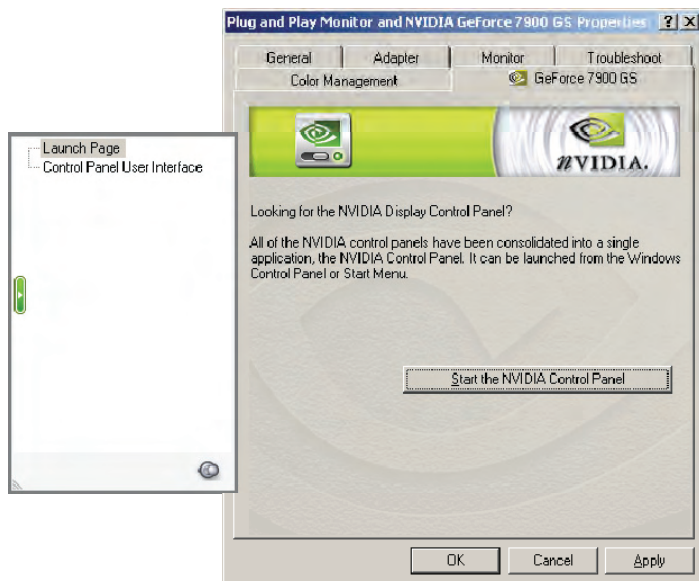 Plug and Play Monitor and NVIDIA GeForce 7900 GS Properties
General Adapter Monitor Troubleshoot
Color Management GeForce 7900 GS
NVIDIA.
Launch Page
Control Panel User Interface
Looking for the NVIDIA Display Control Panel?
All of the NVIDIA control panels have been consolidated into a single
application, the NVIDIA Control Panel. It can be launched from the Windows
Control Panel or Start Menu.
Start the NVIDIA Control Panel
OK Cancel Apply